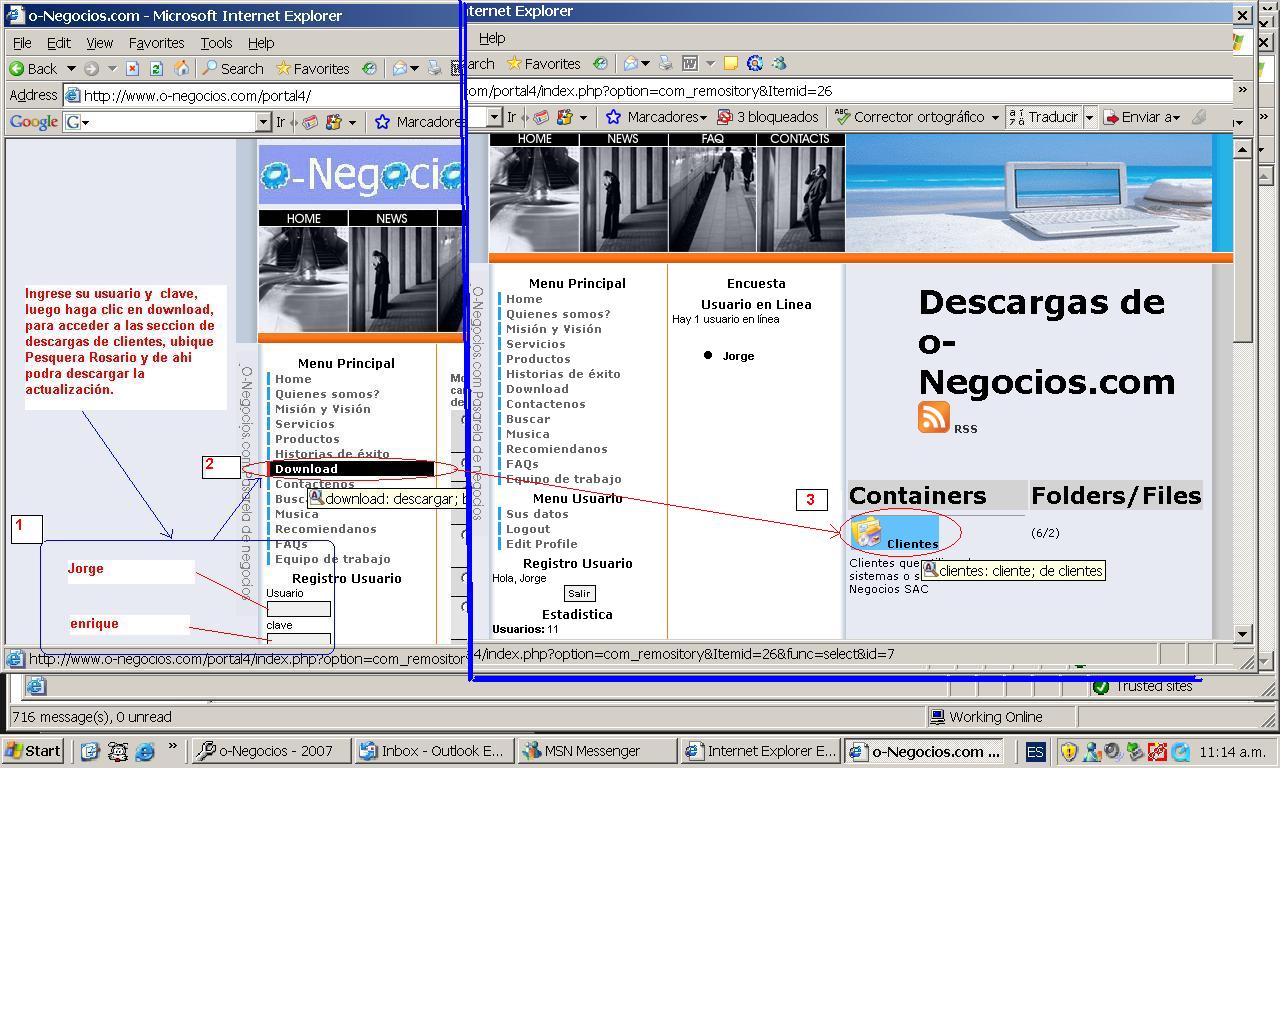 o-Negocios.com - Microsoft Internet Explorer
File Edit View Favorites Tools Help
Back Search Favorites
Address http://www.o-negocios.com/portal4/
Google G Ir Marcadore
o-Negocio
HOME NEWS
Ingrese su usuario y clave,
luego haga clic en download,
para acceder a las seccion de
descargas de clientes, ubique
Pesquera Rosario y de ahi
podra descargar la
actualización.
Menu Principal
Home
Quienes somos?
Misión y Visión
Servicios
Productos
Historias de éxito
2
Download
Contactenos
Busc
download: descargar; b
Musica
Recomiendanos
FAQs
Equipo de trabajo
1
Registro Usuario
Jorge
Usuario
enrique
clave
.O-Negocios.com Pasarela de negocios
http://www.o-negocios.com/portal4/index.php?option=com_remositor
ternet Explorer
Help
arch Favorites
com/portal4/index.php?option=com_remository&Itemid=26
Ir Marcadores 3 bloqueados ABC Corrector ortográfico Traducir Enviar a
HOME NEWS FAQ CONTACTS
.O-Negocios.com Pasarela de negocios
Menu Principal
Home
Quienes somos?
Misión y Visión
Servicios
Productos
Historias de éxito
Download
Contactenos
Buscar
Musica
Recomiendanos
FAQs
Equipo de trabajo
Menu Usuario
Sus datos
Logout
Edit Profile
Registro Usuario
Hola, Jorge
Salir
Estadistica
Usuarios: 11
Encuesta
Usuario en Linea
Hay 1 usuario en línea
Jorge
Descargas de
o-
Negocios.com
RSS
3
Containers Folders/Files
Clientes (6/2)
Clientes que
sistemas o s
Negocios SAC
clientes: cliente; de clientes
4/index.php?option=com_remository&Itemid=26&func=select&id=7
Trusted sites
716 message(s), 0 unread Working Online
Start o-Negocios - 2007 Inbox - Outlook E... MSN Messenger Internet Explorer E... o-Negocios.com ... ES 11:14 a.m.